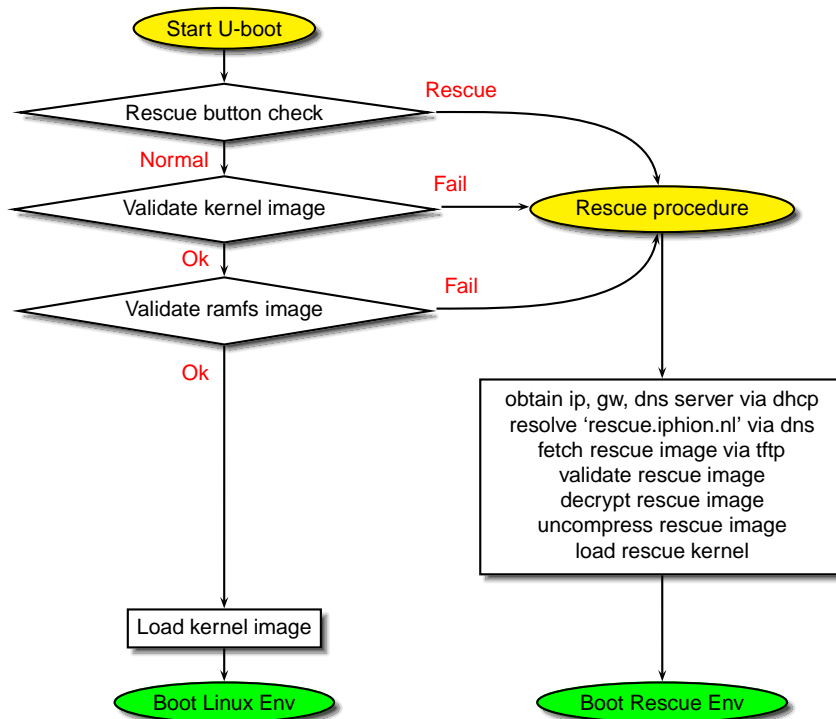 Start U-boot
Rescue button check
Rescue
Normal
Validate kernel image
Fail
Rescue procedure
Ok
Validate ramfs image
Fail
Ok
obtain ip, gw, dns server via dhcp
resolve ‘rescue.iphion.nl’ via dns
fetch rescue image via tftp
validate rescue image
decrypt rescue image
uncompress rescue image
load rescue kernel
Load kernel image
Boot Linux Env
Boot Rescue Env